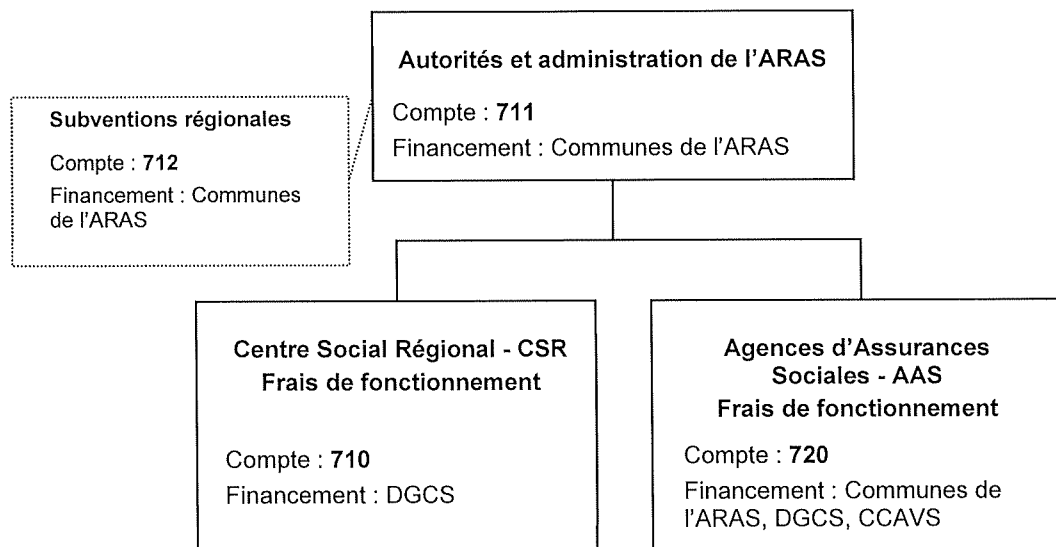 Autorités et administration de l'ARAS
Compte : 711
Financement : Communes de l'ARAS
Subventions régionales
Compte : 712
Financement : Communes
de l'ARAS
Centre Social Régional - CSR
Frais de fonctionnement
Compte : 710
Financement : DGCS
Agences d'Assurances
Sociales - AAS
Frais de fonctionnement
Compte : 720
Financement : Communes de
l'ARAS, DGCS, CCAVS